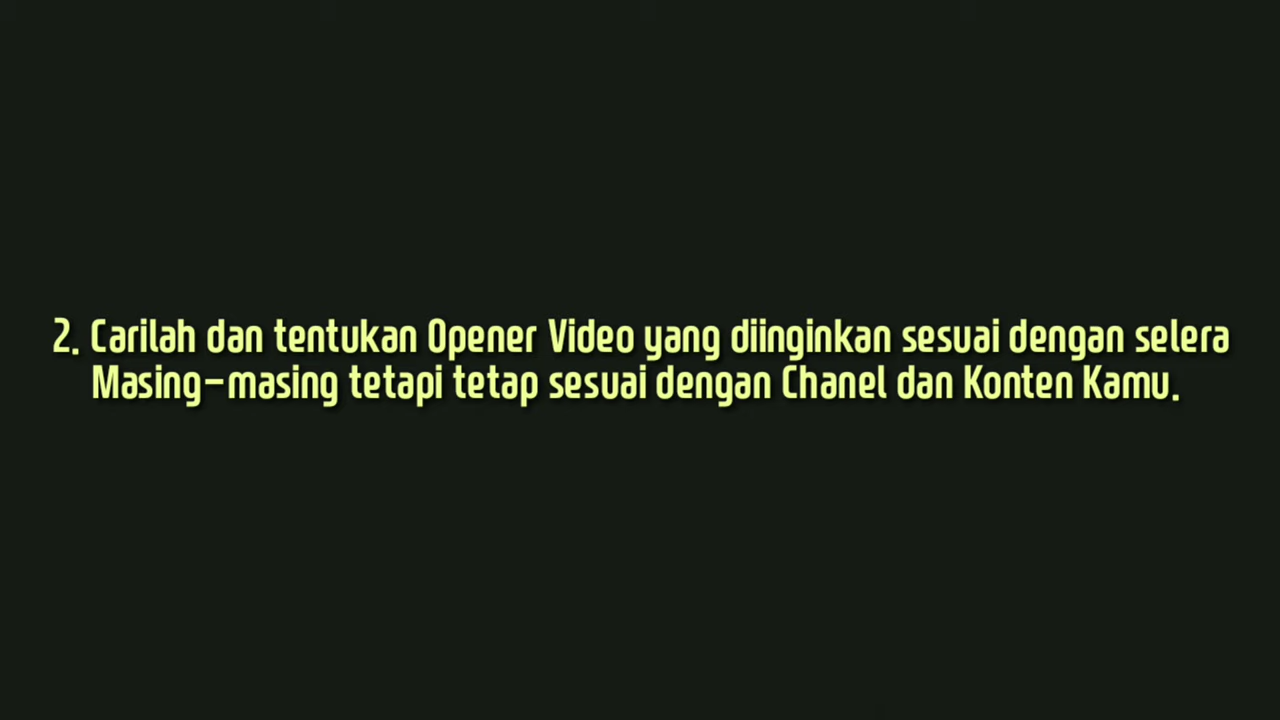 2. Carilah dan tentukan Opener Video yang diinginkan sesuai dengan selera
Masing-masing tetapi tetap sesuai dengan Chanel dan Konten Kamu.